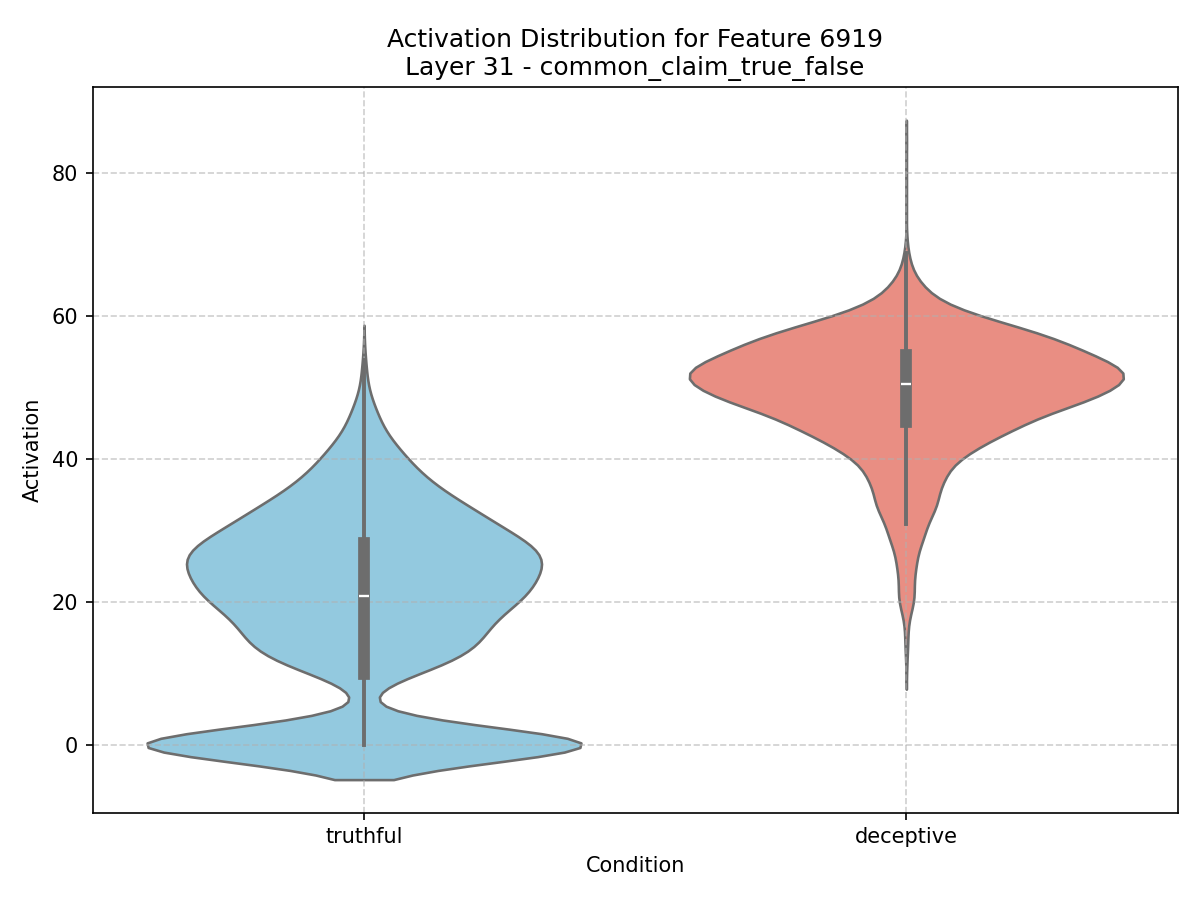 Activation Distribution for Feature 6919
Layer 31 - common_claim_true_false
Activation
80
60
40
20
0
truthful
deceptive
Condition